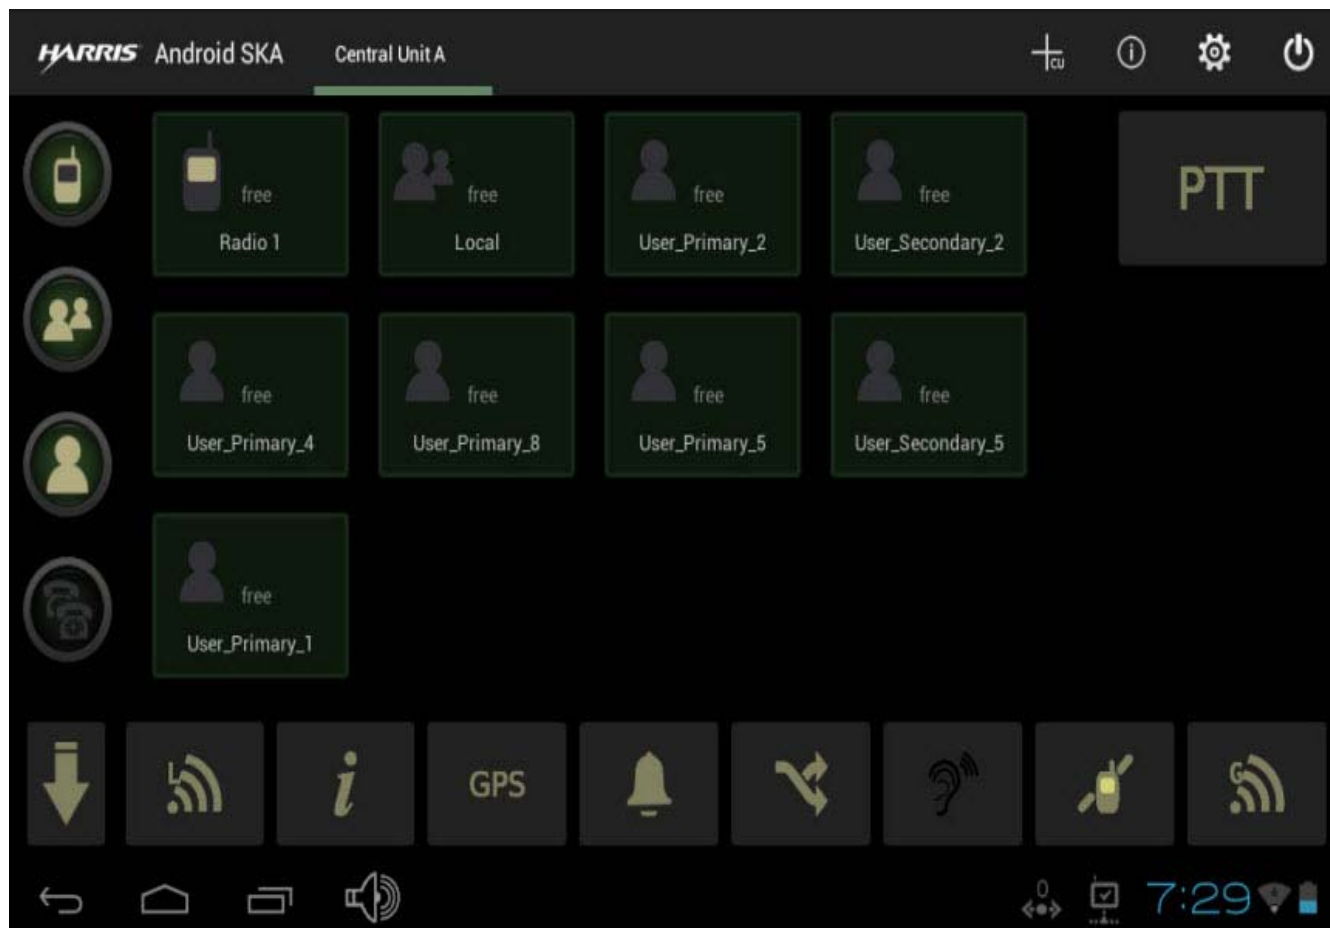 HARRIS Android SKA Central Unit A CU
free free free free
Radio 1 Local User_Primary_2 User_Secondary_2
PTT
free free free free
User_Primary_4 User_Primary_8 User_Primary_5 User_Secondary_5
free
User_Primary_1
L i GPS G
0 7:29